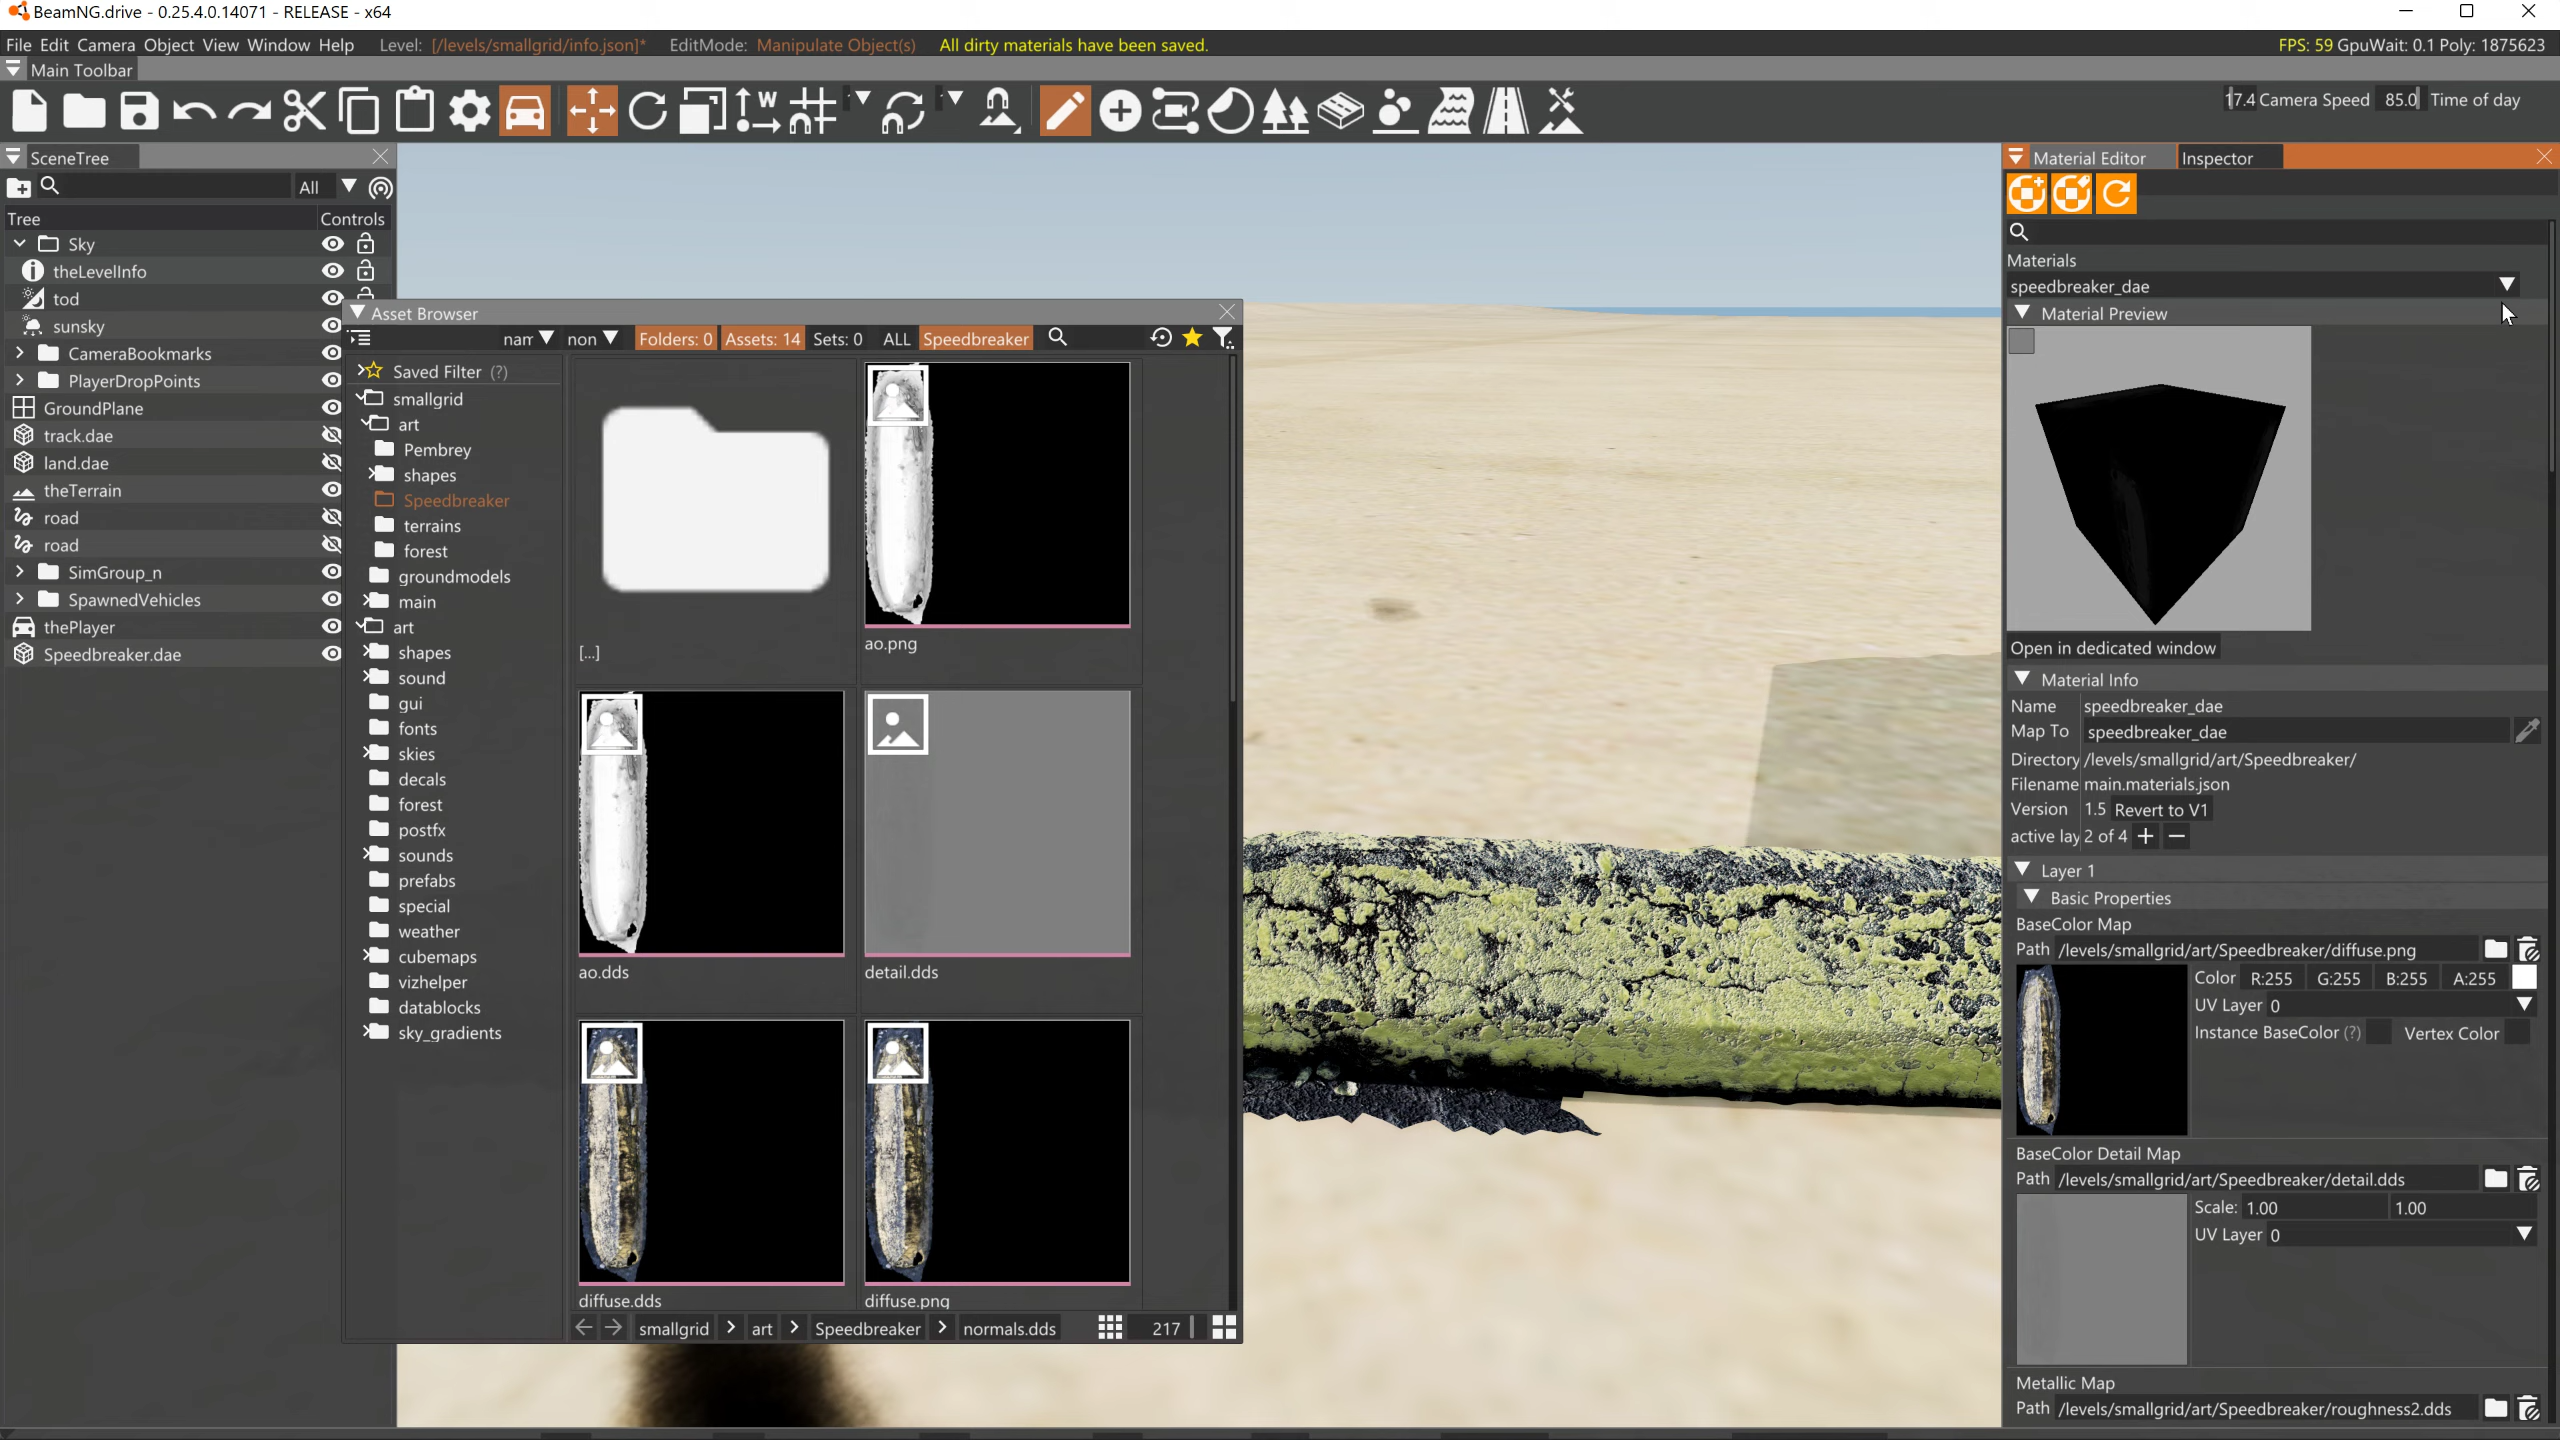 BeamNG.drive - 0.25.4.0.14071 - RELEASE - x64
File Edit Camera Object View Window Help Level: [/levels/smallgrid/info.json]* EditMode: Manipulate Object(s) All dirty materials have been saved. FPS: 59 GpuWait: 0.1 Poly: 1875623
Main Toolbar
17.4 Camera Speed 85.0 Time of day
SceneTree
All
Tree Controls
Sky
theLevelInfo
tod
sunsky
CameraBookmarks
PlayerDropPoints
GroundPlane
track.dae
land.dae
theTerrain
road
road
SimGroup_n
SpawnedVehicles
thePlayer
Speedbreaker.dae
Asset Browser
nam non Folders: 0 Assets: 14 Sets: 0 ALL Speedbreaker
Saved Filter (?)
smallgrid
art
Pembrey
shapes
Speedbreaker
terrains
forest
groundmodels
main
art
shapes
sound
gui
fonts
skies
decals
forest
postfx
sounds
prefabs
special
weather
cubemaps
vizhelper
datablocks
sky_gradients
[...]
ao.png
ao.dds
detail.dds
diffuse.dds
diffuse.png
smallgrid > art > Speedbreaker > normals.dds 217
Material Editor Inspector
Materials
speedbreaker_dae
Material Preview
Open in dedicated window
Material Info
Name speedbreaker_dae
Map To speedbreaker_dae
Directory /levels/smallgrid/art/Speedbreaker/
Filename main.materials.json
Version 1.5 Revert to V1
active lay 2 of 4 + −
Layer 1
Basic Properties
BaseColor Map
Path /levels/smallgrid/art/Speedbreaker/diffuse.png
Color R:255 G:255 B:255 A:255
UV Layer 0
Instance BaseColor (?) Vertex Color
BaseColor Detail Map
Path /levels/smallgrid/art/Speedbreaker/detail.dds
Scale: 1.00 1.00
UV Layer 0
Metallic Map
Path /levels/smallgrid/art/Speedbreaker/roughness2.dds